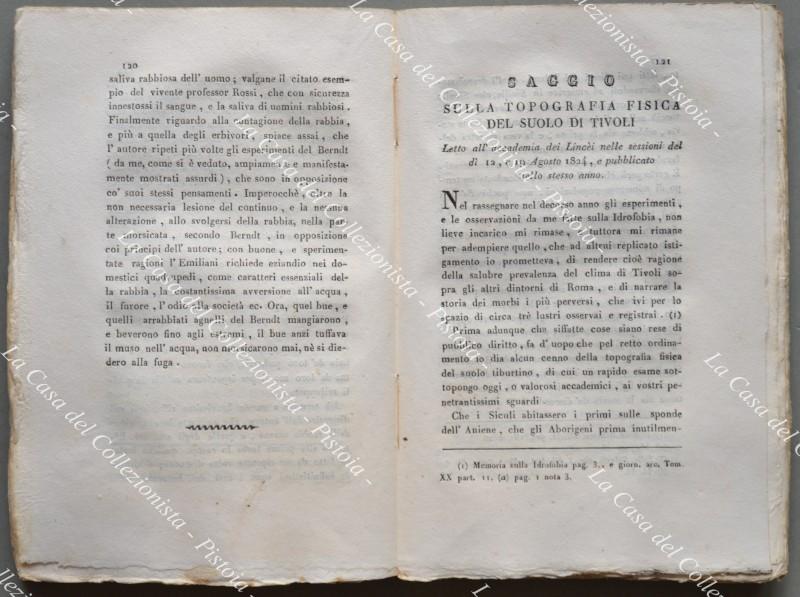 120
saliva rabbiosa dell' uomo ; valgane il citato esem-
pio del vivente professor Rossi, che con sicurezza
innestossi il sangue , e la saliva di uomini rabbiosi .
Finalmente riguardo alla contagione della rabbia ,
e più a quella degli erbivori , spiace assai , che
l' autore ripeti più volte gli esperimenti del Berndt
( da me, come si è veduto, ampiamente e manifesta-
mente mostrati assurdi ) , che sono in opposizione
co' suoi stessi pensamenti . Imperocchè , oltre la
non necessaria lesione del continuo , e la nessuna
alterazione , allo svolgersi della rabbia, nella par-
te morsicata , secondo Berndt , in opposizione
coi principj dell' autore ; con buone , e sperimen-
tate ragioni l' Emiliani richiede eziandio nei do-
mestici quadrupedi , come caratteri essenziali del-
la rabbia , la costantissima avversione all' acqua ,
il furore , l' odio alla società ec. Ora, quel bue , e
quelli arrabbiati agnelli del Berndt mangiarono ,
e beverono fino agli estremi , il bue anzi tuffava
il muso nell' acqua, non morsicarono mai, nè si die-
dero alla fuga .
121
SAGGIO
SULLA TOPOGRAFIA FISICA
DEL SUOLO DI TIVOLI
Letto all' accademia dei Lincèi nelle sessioni del
dì 12 , e 19 Agosto 1824 , e pubblicato
nello stesso anno.
Nel rassegnare nel decorso anno gli esperimenti ,
e le osservazioni da me fatte sulla Idrofobia , non
lieve incarico mi rimase , e tuttora mi rimane
per adempiere quello , che ad altrui replicato istig-
amento io prometteva, di rendere cioè ragione
della salubre prevalenza del clima di Tivoli so-
pra gli altri dintorni di Roma , e di narrare la
storia dei morbi i più perversi , che ivi per lo
spazio di circa tre lustri osservai e registrai . (1)
Prima adunque che siffatte cose siano rese di
pubblico diritto , fa d' uopo che pel retto ordina-
mento io dia alcun cenno della topografia fisica
del suolo tiburtino , di cui un rapido esame sot-
topongo oggi , o valorosi accademici , ai vostri pe-
netrantissimi sguardi .
Che i Siculi abitassero i primi sulle sponde
dell' Aniene , che gli Aborigeni prima inutilmen-
(1) Memoria sulla Idrofobia pag. 3., e giorn. arc. Tom.
XX part. 11. (a) pag. 1 nota 3.
La Casa del Collezionista - Pistoia -